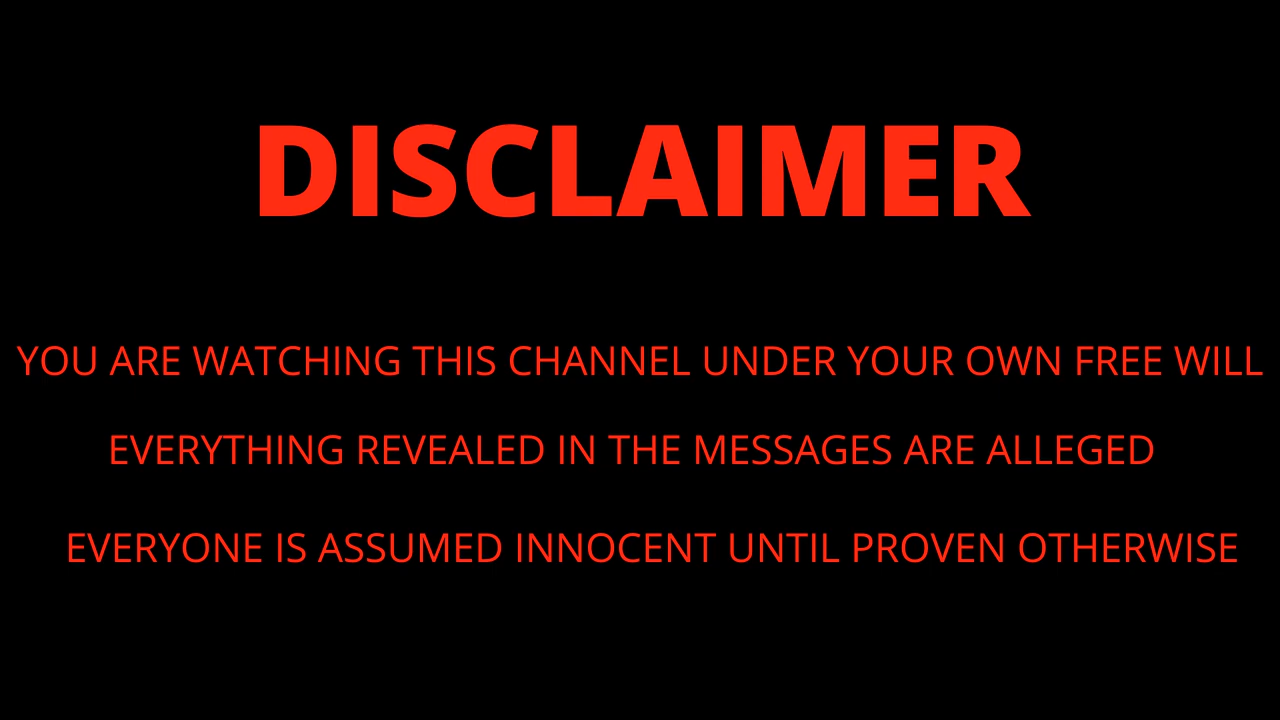 DISCLAIMER
YOU ARE WATCHING THIS CHANNEL UNDER YOUR OWN FREE WILL
EVERYTHING REVEALED IN THE MESSAGES ARE ALLEGED
EVERYONE IS ASSUMED INNOCENT UNTIL PROVEN OTHERWISE